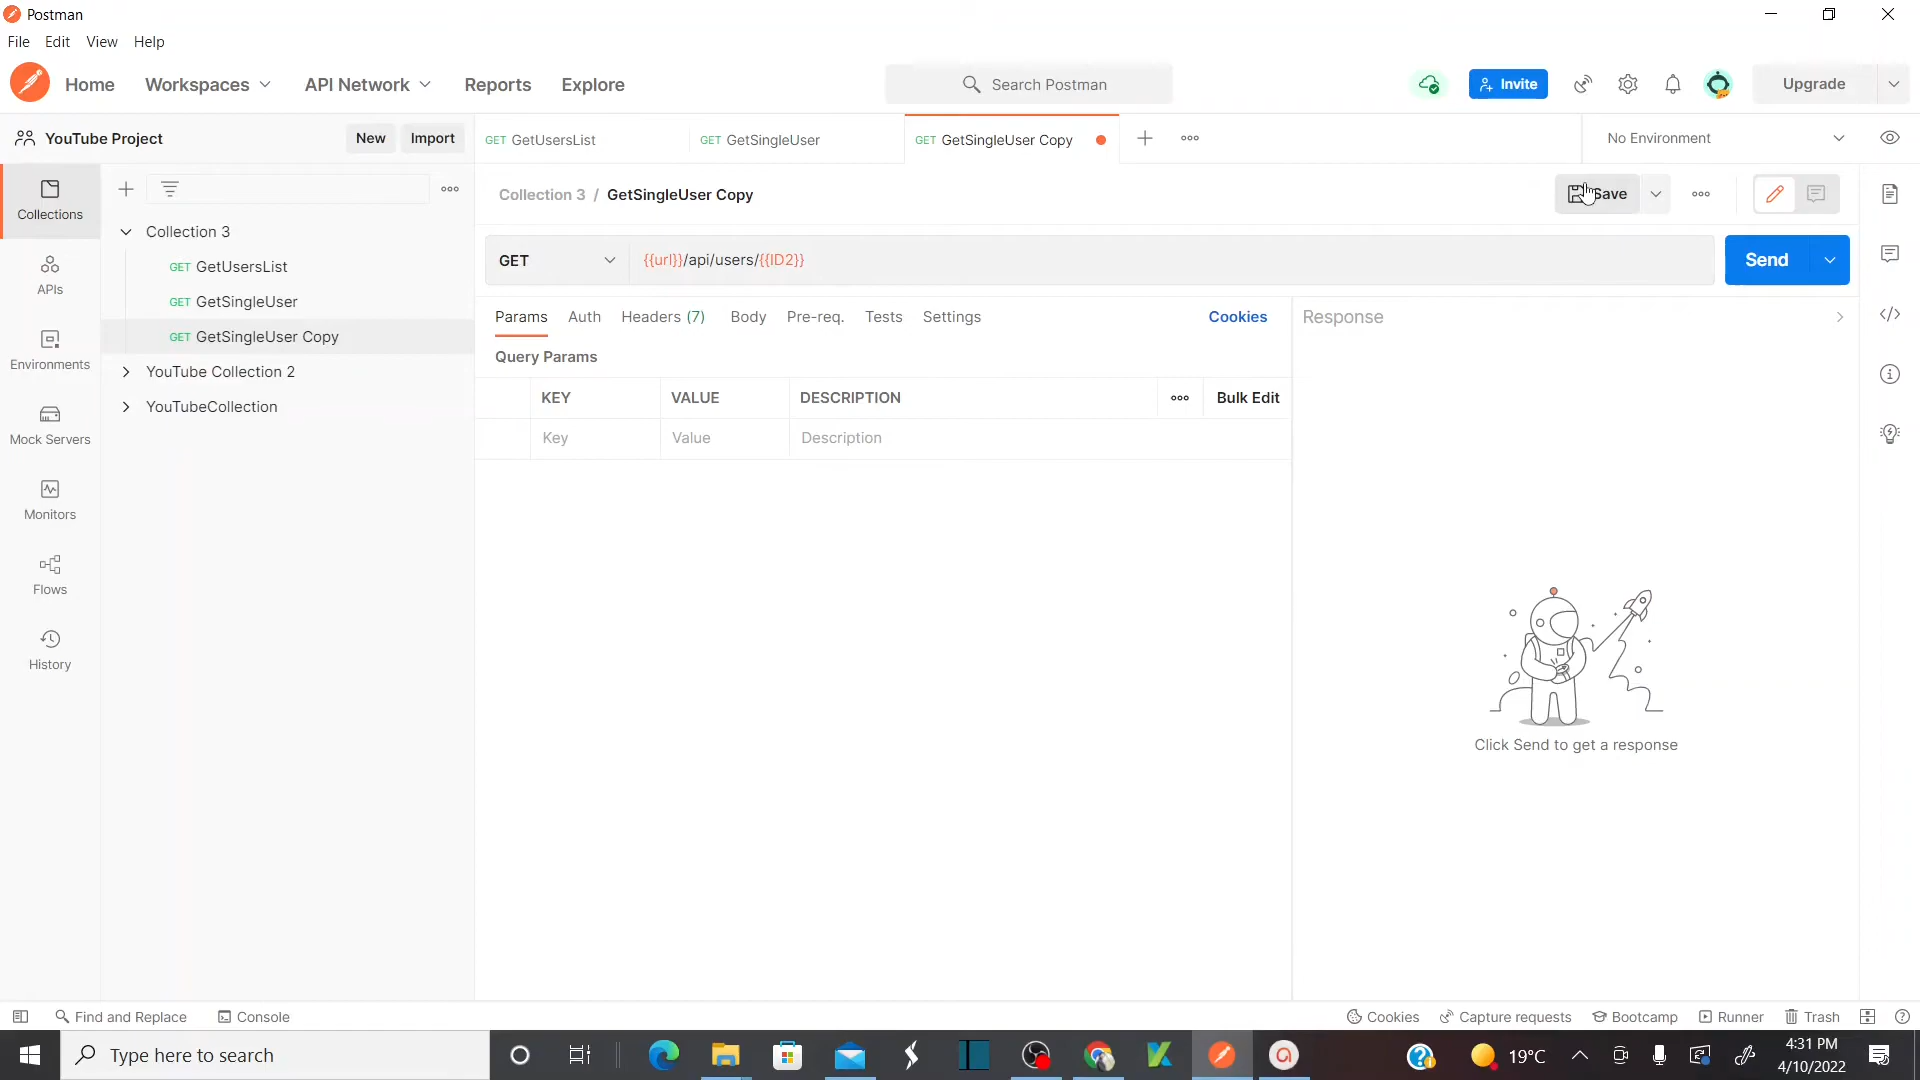 Postman
File Edit View Help
Home Workspaces API Network Reports Explore Search Postman Invite Upgrade
YouTube Project New Import GET GetUsersList GET GetSingleUser GET GetSingleUser Copy No Environment
Collections
Collection 3 / GetSingleUser Copy Save
Collection 3
GET GetUsersList
GET GetSingleUser
GET GetSingleUser Copy
YouTube Collection 2
YouTubeCollection
APIs
Environments
Mock Servers
Monitors
Flows
History
GET {{url}}/api/users/{{ID2}} Send
Params Auth Headers (7) Body Pre-req. Tests Settings Cookies
Query Params
KEY VALUE DESCRIPTION Bulk Edit
Key Value Description
Response
Click Send to get a response
Find and Replace Console Cookies Capture requests Bootcamp Runner Trash
Type here to search 19°C 4:31 PM
4/10/2022